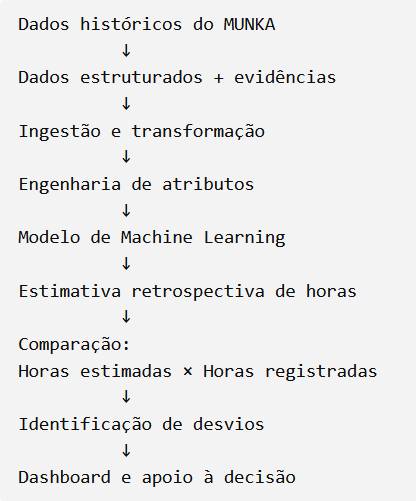 Dados históricos do MUNKA
↓
Dados estruturados + evidências
↓
Ingestão e transformação
↓
Engenharia de atributos
↓
Modelo de Machine Learning
↓
Estimativa retrospectiva de horas
↓
Comparação:
Horas estimadas × Horas registradas
↓
Identificação de desvios
↓
Dashboard e apoio à decisão